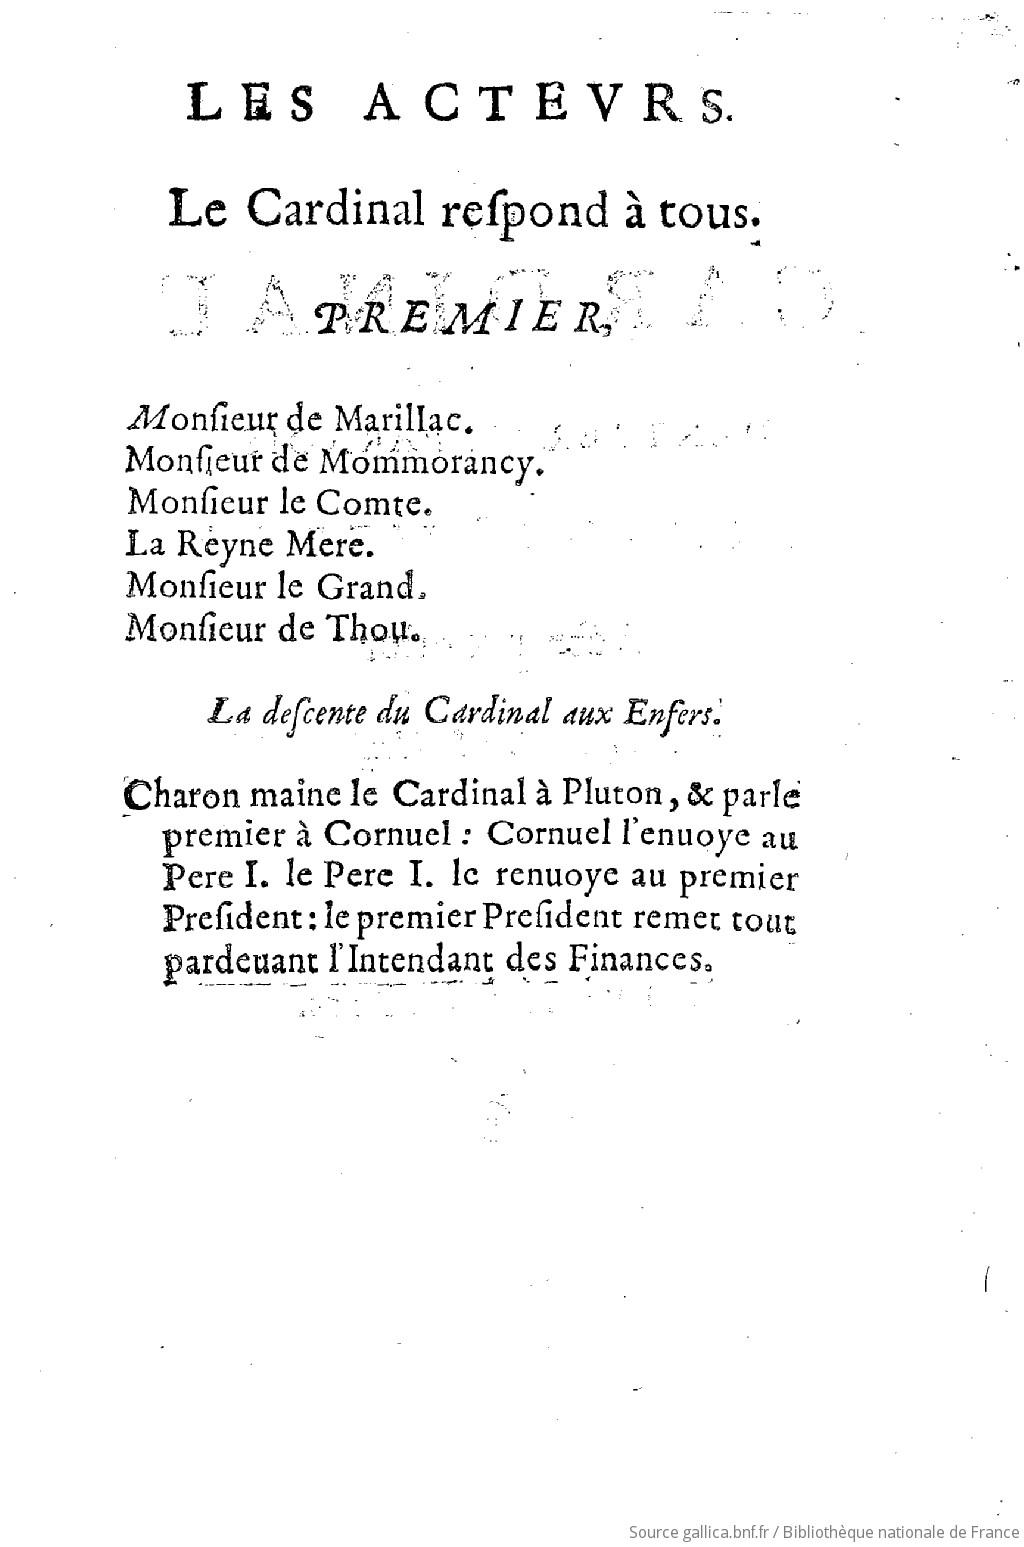 LES ACTEVRS.
Le Cardinal reſpond à tous.
PREMIER,
Monſieur de Marillac.
Monſieur de Mommorancy.
Monſieur le Comte.
La Reyne Mere.
Monſieur le Grand.
Monſieur de Thou.
La deſcente du Cardinal aux Enfers.
Charon maine le Cardinal à Pluton, & parle
premier à Cornuel : Cornuel l'enuoye au
Pere I. le Pere I. le renuoye au premier
Preſident : le premier Preſident remet tout
pardeuant l'Intendant des Finances.
Source gallica.bnf.fr / Bibliothèque nationale de France